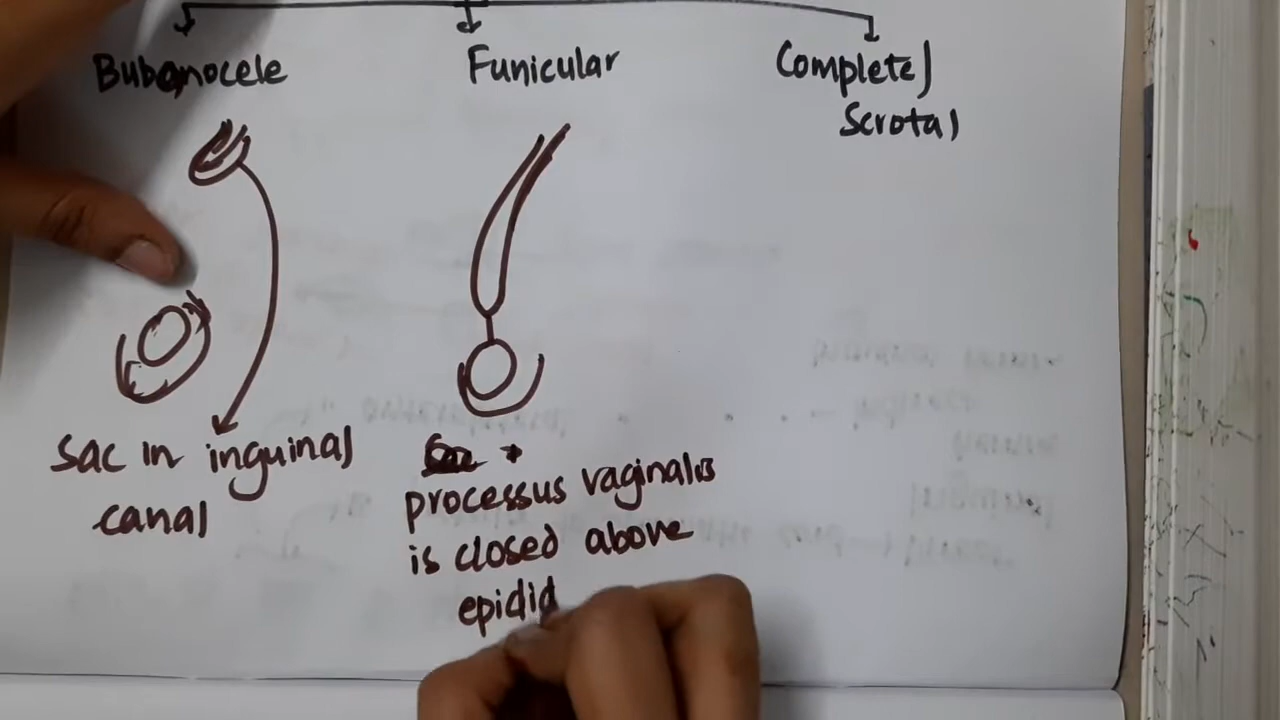 Bubonocele
Funicular
Complete/
Scrotal
Sac in inguinal
canal
processus vaginalis
is closed above
epidid